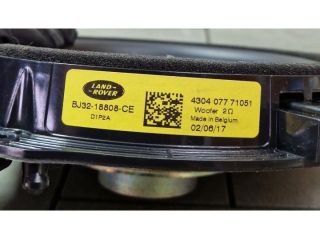 LAND-
ROVER
BJ32-18808-CE
D1P2A
4304 077 71051
Woofer 2Ω
Made in Belgium
02/06/17